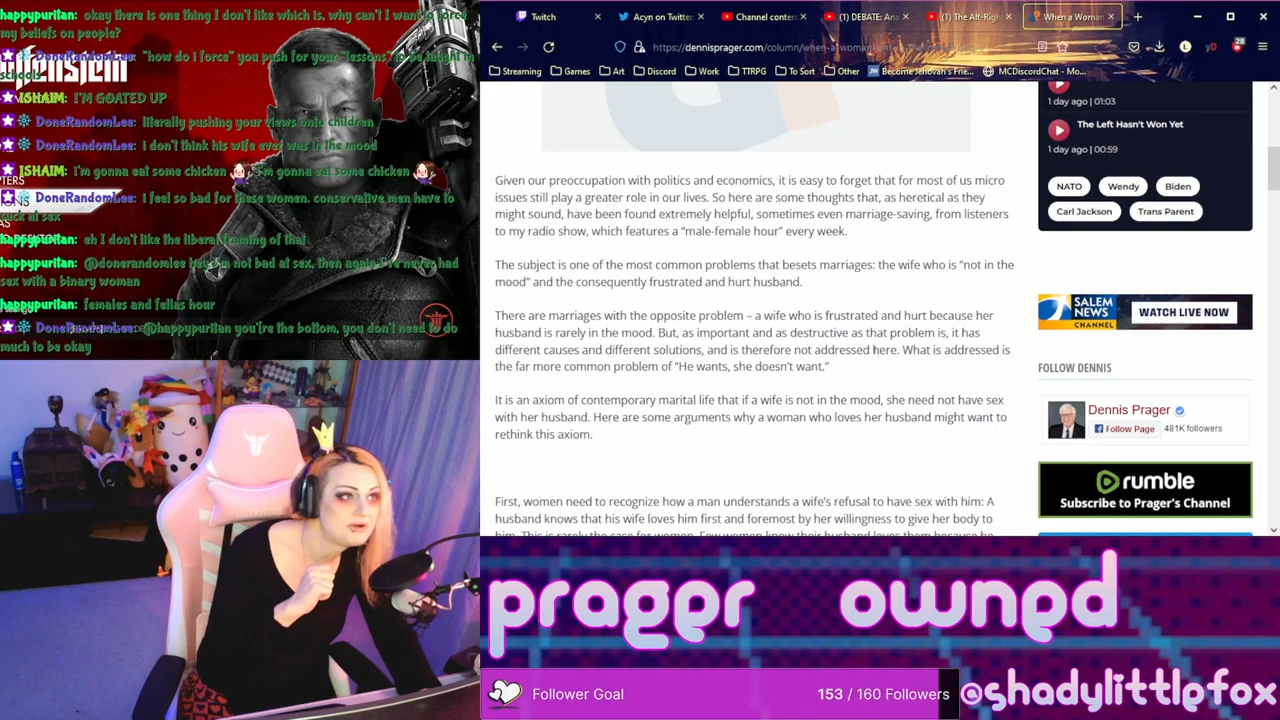 happypuritan: okay there is one thing I don't like which is, why can't I want to force
my beliefs on people?
DoneRandomLee: "how do i force" you push for your "lessons" to be taught in
schools
ISHAIM: I'M GOATED UP
DoneRandomLee: literally pushing your views onto children
DoneRandomLee: i don't think his wife ever was in the mood
ISHAIM: I'm gonna eat some chicken I'm gonna eat some chicken
DoneRandomLee: I feel so bad for these women. conservative men have to
suck at sex
happypuritan: eh I don't like the liberal framing of that
happypuritan: @donerandomlee hey I'm not bad at sex, then again I've never had
sex with a binary woman
happypuritan: females and fellas hour
DoneRandomLee: @happypuritan you're the bottom, you don't need to do
much to be okay
Twitch
Acyn on Twitter
Channel content
(1) DEBATE: Ana
(1) The Alt-Righ
When a Woman
https://dennisprager.com/column/when-a-woman
28
Streaming
Games
Art
Discord
Work
TTRPG
To Sort
Other
Become Jehovah's Frie...
MCDiscordChat - Mo...
Given our preoccupation with politics and economics, it is easy to forget that for most of us micro
issues still play a greater role in our lives. So here are some thoughts that, as heretical as they
might sound, have been found extremely helpful, sometimes even marriage-saving, from listeners
to my radio show, which features a “male-female hour” every week.
The subject is one of the most common problems that besets marriages: the wife who is “not in the
mood” and the consequently frustrated and hurt husband.
There are marriages with the opposite problem – a wife who is frustrated and hurt because her
husband is rarely in the mood. But, as important and as destructive as that problem is, it has
different causes and different solutions, and is therefore not addressed here. What is addressed is
the far more common problem of “He wants, she doesn’t want.”
It is an axiom of contemporary marital life that if a wife is not in the mood, she need not have sex
with her husband. Here are some arguments why a woman who loves her husband might want to
rethink this axiom.
First, women need to recognize how a man understands a wife’s refusal to have sex with him: A
husband knows that his wife loves him first and foremost by her willingness to give her body to
him. This is rarely the case for women. Few women know their husband loves them because he
1 day ago | 01:03
The Left Hasn't Won Yet
1 day ago | 00:59
NATO
Wendy
Biden
Carl Jackson
Trans Parent
SALEM
NEWS
CHANNEL
WATCH LIVE NOW
FOLLOW DENNIS
Dennis Prager
Follow Page
481K followers
rumble
Subscribe to Prager's Channel
prager owned
Follower Goal
153 / 160 Followers
@shadylittlefox